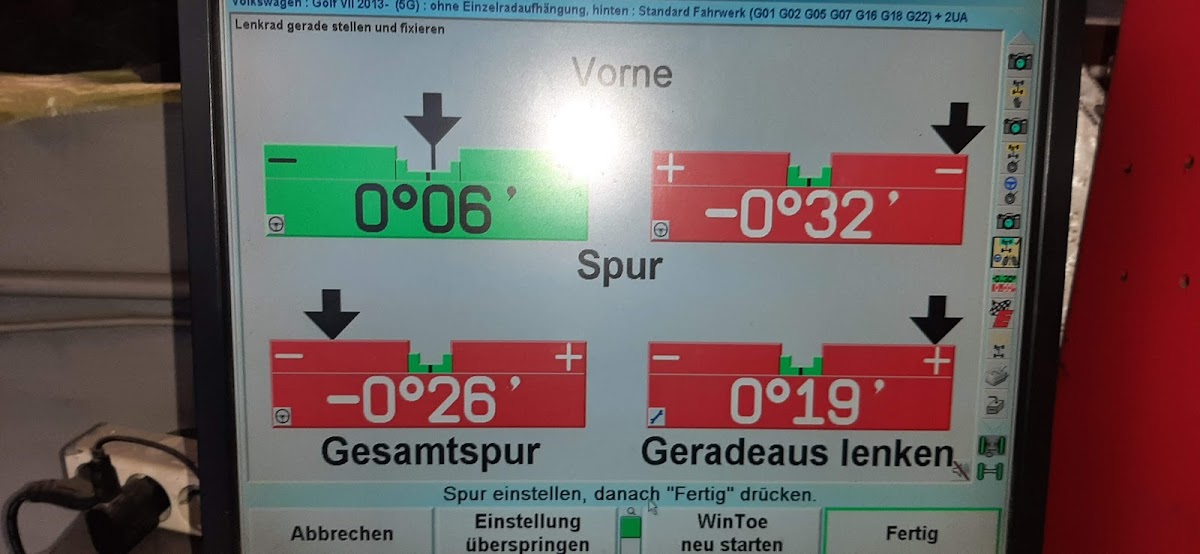 Volkswagen : Golf VII 2013- (5G) : ohne Einzelradaufhängung, hinten : Standard Fahrwerk (G01 G02 G05 G07 G16 G18 G22) + 2UA
Lenkrad gerade stellen und fixieren
Vorne
− + −
0°06' −0°32'
Spur
− + − +
−0°26' 0°19'
Gesamtspur Geradeaus lenken
Spur einstellen, danach "Fertig" drücken.
Abbrechen Einstellung WinToe Fertig
überspringen neu starten